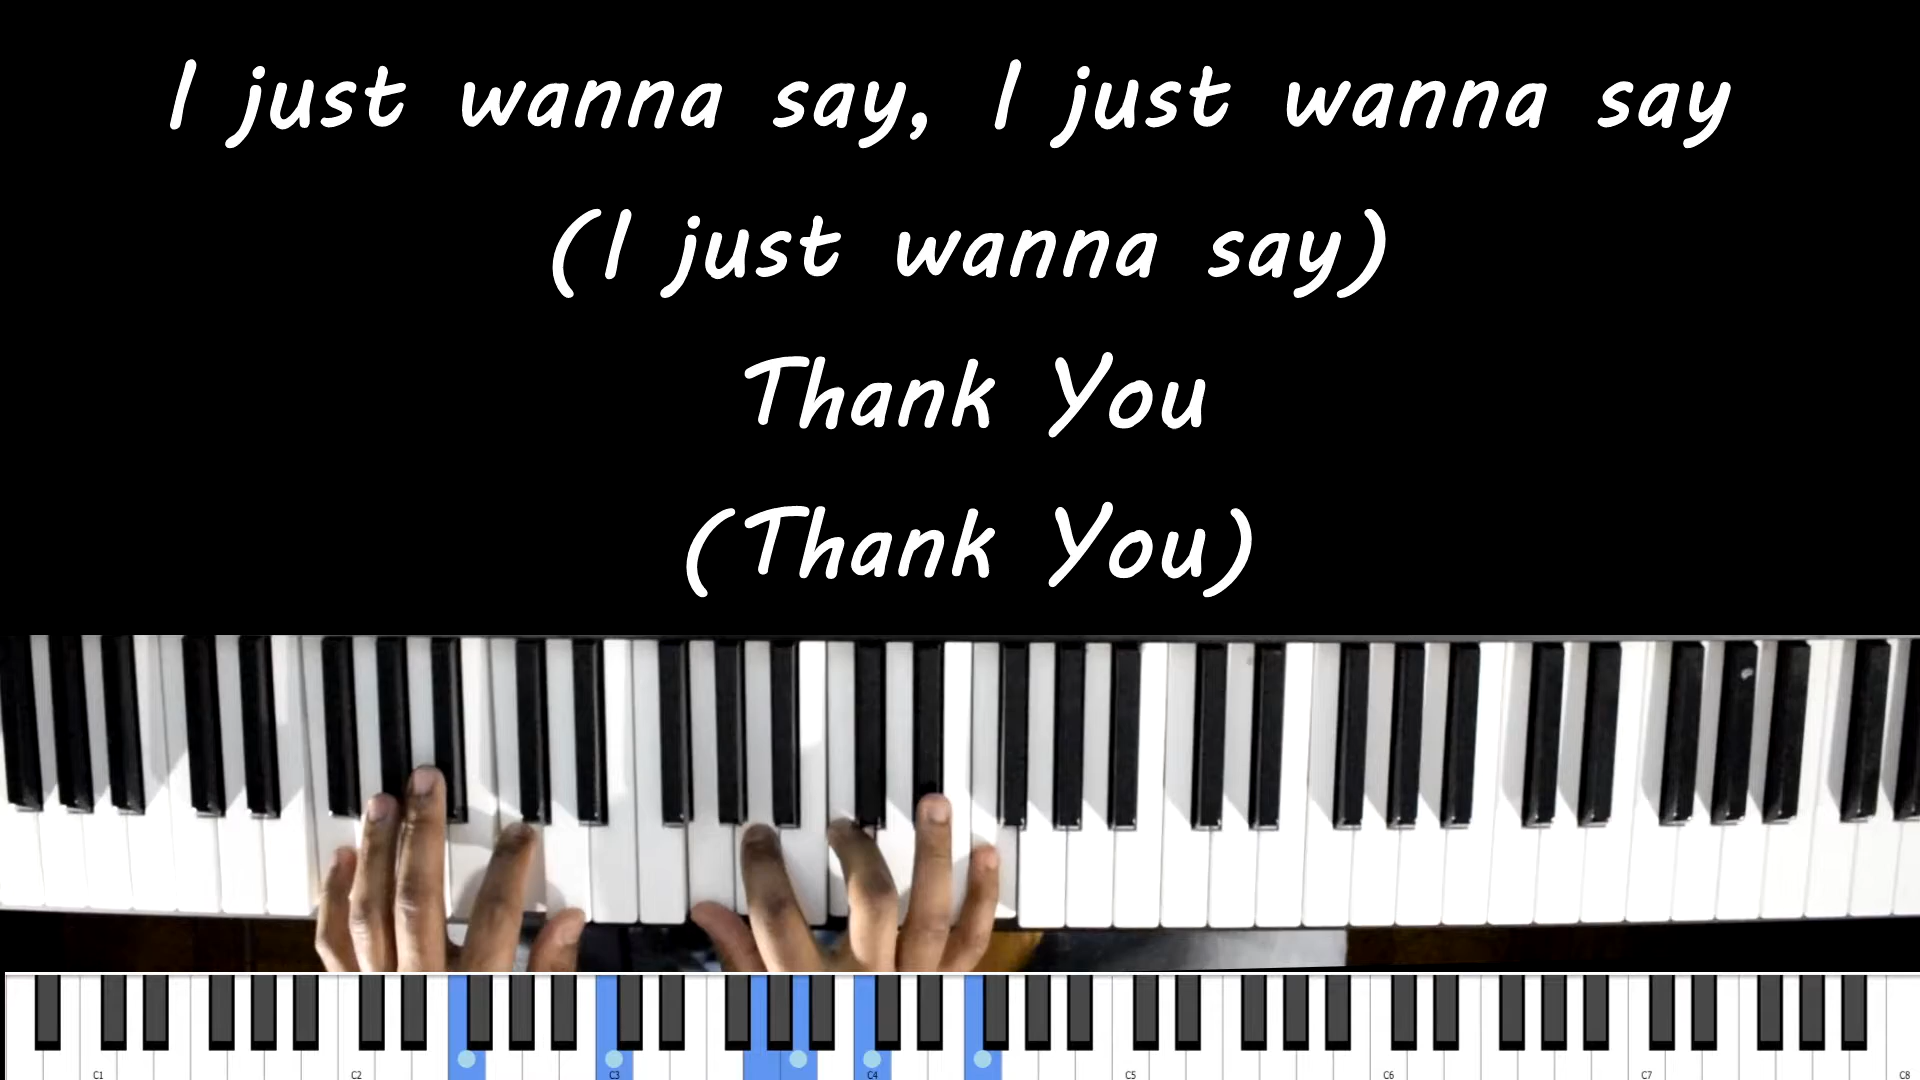 I just wanna say, I just wanna say
(I just wanna say)
Thank You
(Thank You)
C1 C2 C3 C4 C5 C6 C7 C8